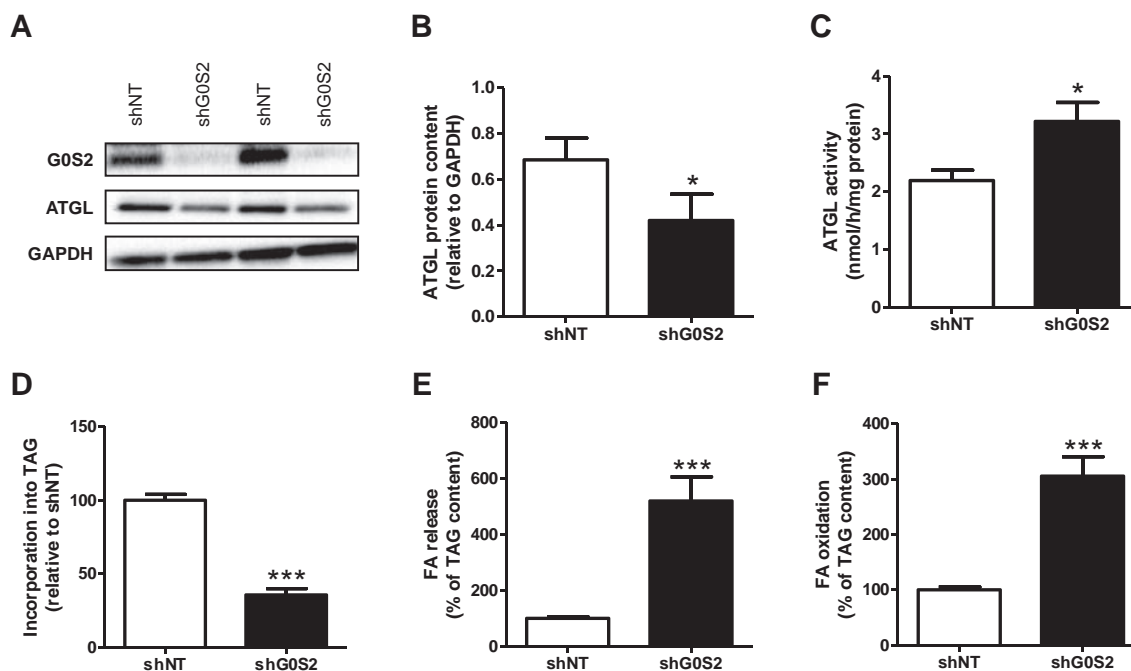 A
shNT
shG0S2
shNT
shG0S2
G0S2
ATGL
GAPDH
B
ATGL protein content
(relative to GAPDH)
1.0
0.8
0.6
0.4
0.2
0.0
*
shNT
shG0S2
C
ATGL activity
(nmol/h/mg protein)
4
3
2
1
0
*
shNT
shG0S2
D
Incorporation into TAG
(relative to shNT)
150
100
50
0
***
shNT
shG0S2
E
FA release
(% of TAG content)
800
600
400
200
0
***
shNT
shG0S2
F
FA oxidation
(% of TAG content)
400
300
200
100
0
***
shNT
shG0S2